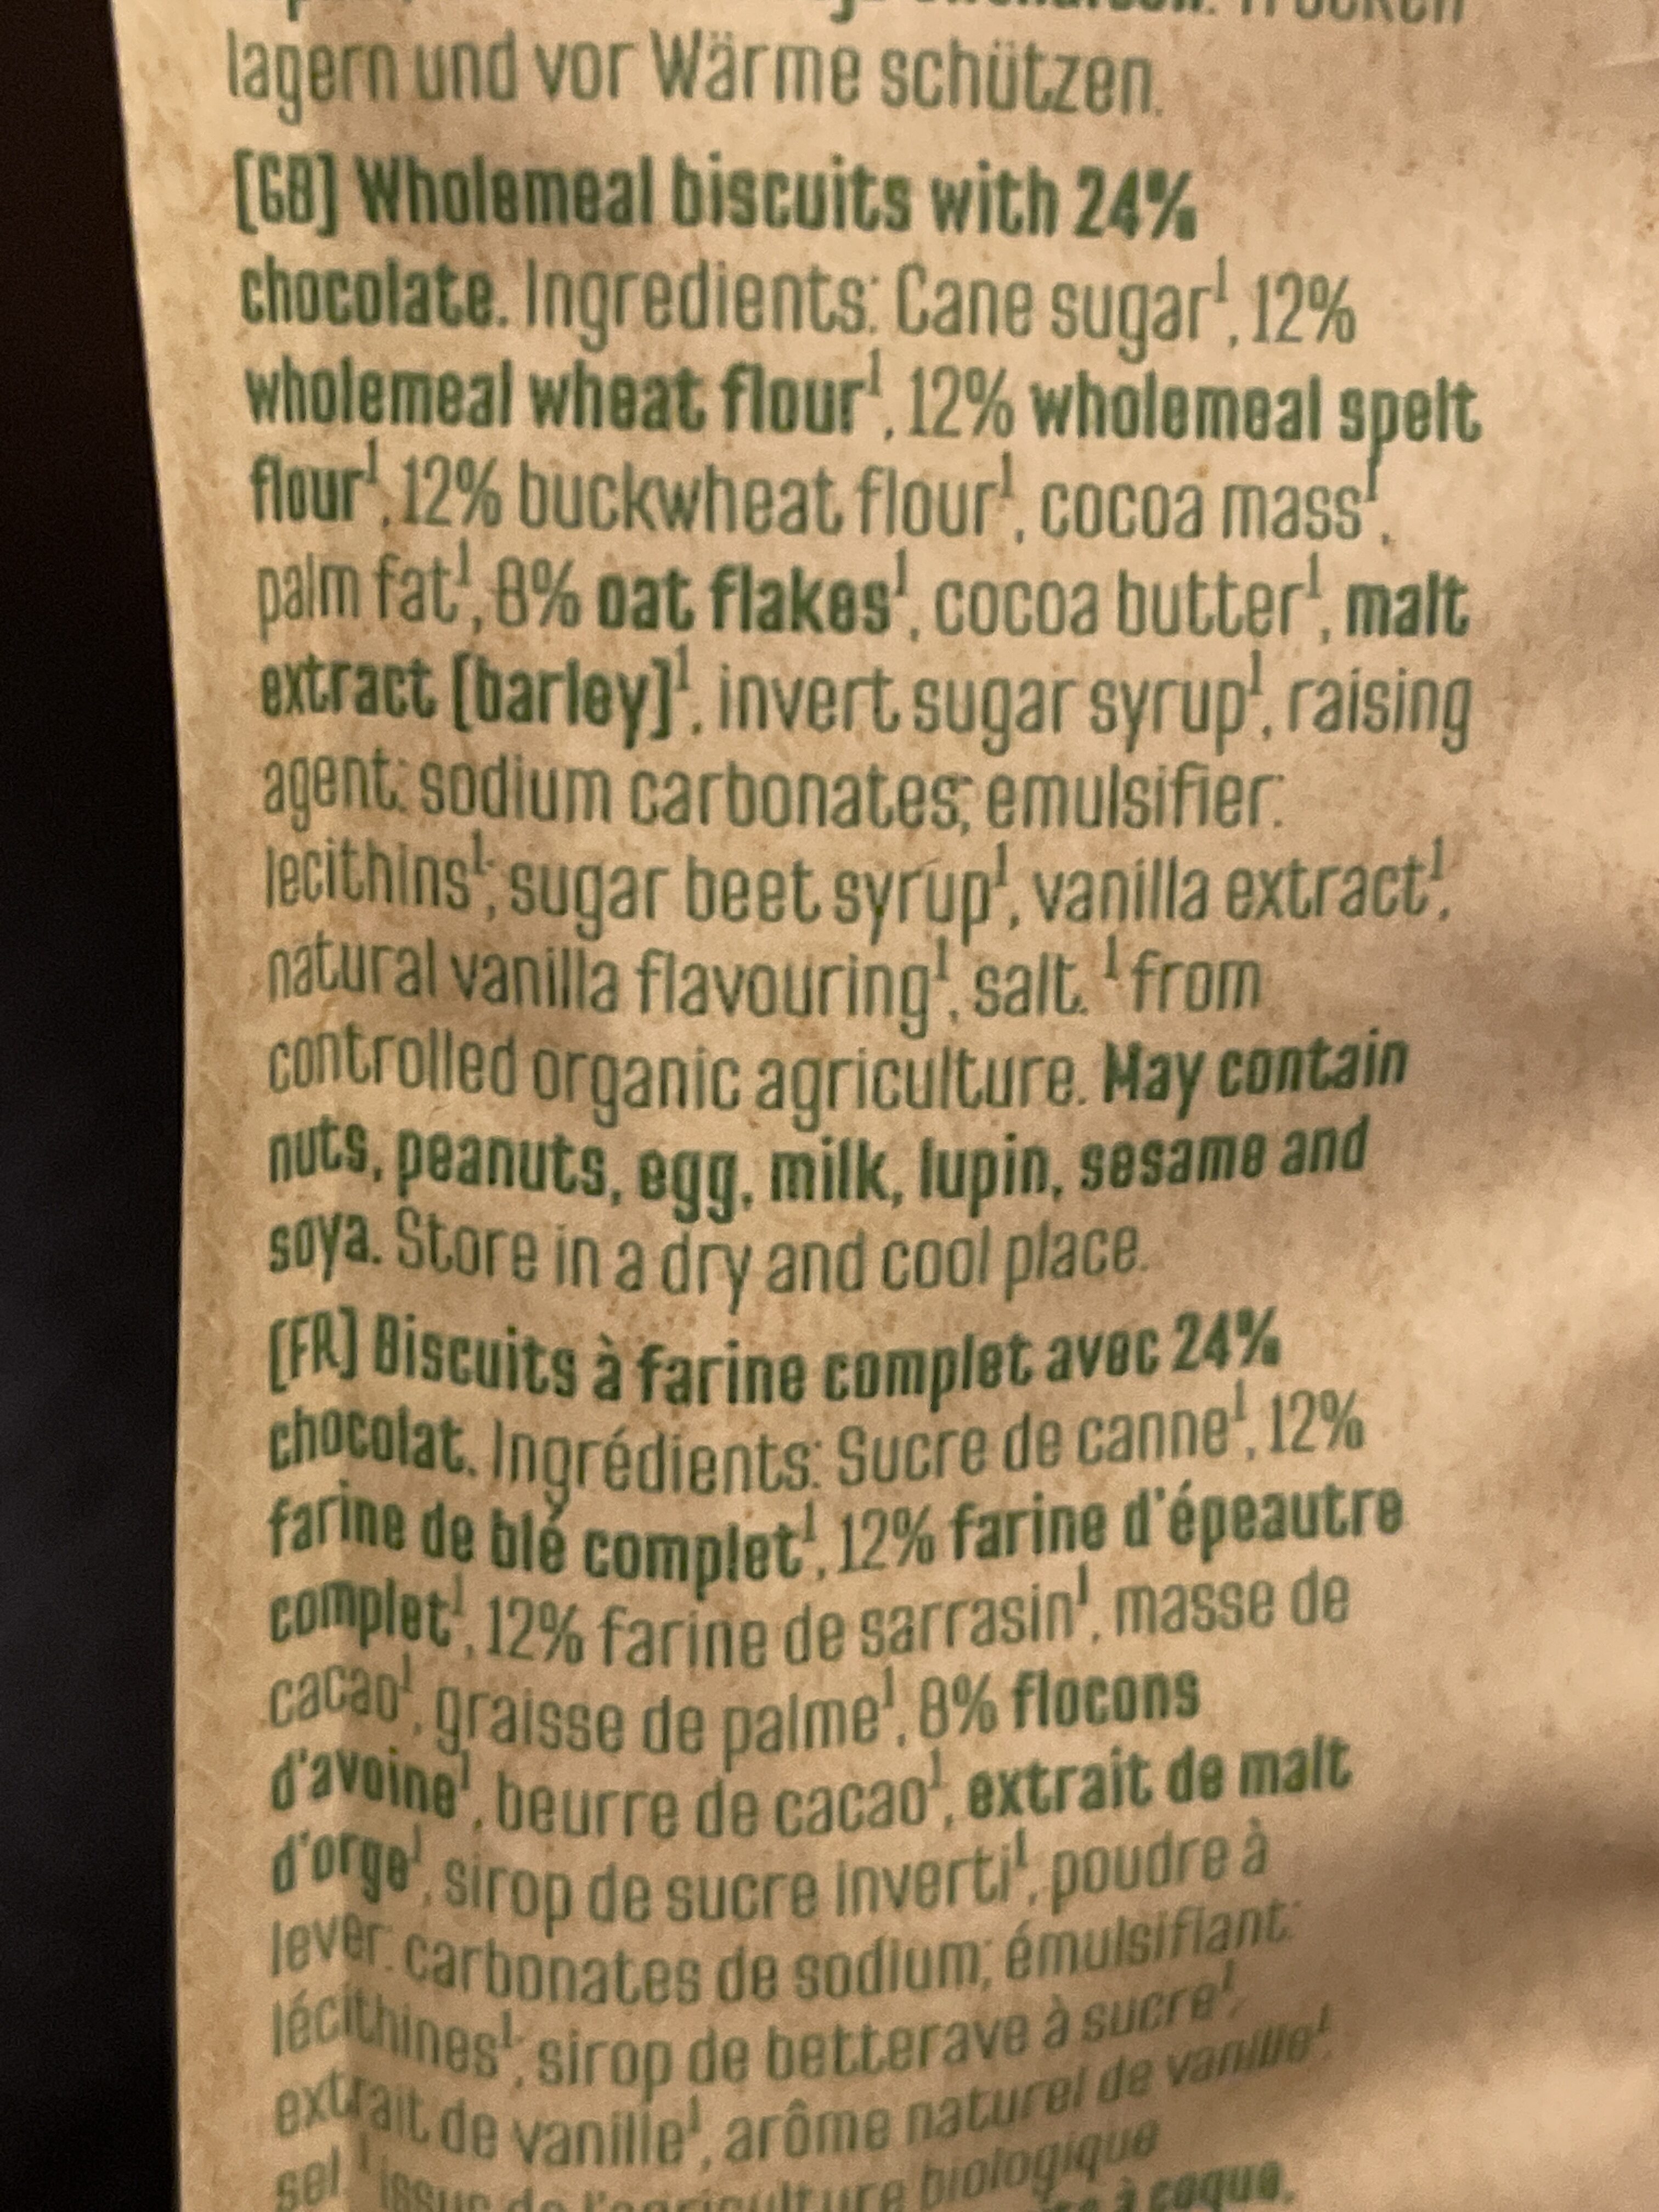 lagern und vor Wärme schützen.
[GB] Wholemeal biscuits with 24%
chocolate. Ingredients: Cane sugar¹, 12%
wholemeal wheat flour¹, 12% wholemeal spelt
flour¹, 12% buckwheat flour¹, cocoa mass¹,
palm fat¹, 8% oat flakes¹, cocoa butter¹, malt
extract [barley]¹, invert sugar syrup¹, raising
agent: sodium carbonates; emulsifier:
lecithins¹; sugar beet syrup¹, vanilla extract¹,
natural vanilla flavouring¹, salt. ¹ from
controlled organic agriculture. May contain
nuts, peanuts, egg, milk, lupin, sesame and
soya. Store in a dry and cool place.
[FR] Biscuits à farine complet avec 24%
chocolat. Ingrédients: Sucre de canne¹, 12%
farine de blé complet¹, 12% farine d'épeautre
complet¹, 12% farine de sarrasin¹, masse de
cacao¹, graisse de palme¹, 8% flocons
d'avoine¹, beurre de cacao¹, extrait de malt
d'orge¹, sirop de sucre inverti¹, poudre à
lever: carbonates de sodium; émulsifiant:
lécithines¹; sirop de betterave à sucre¹,
extrait de vanille¹, arôme naturel de vanille¹,
sel. ¹ issue de l'agriculture biologique
à coque,